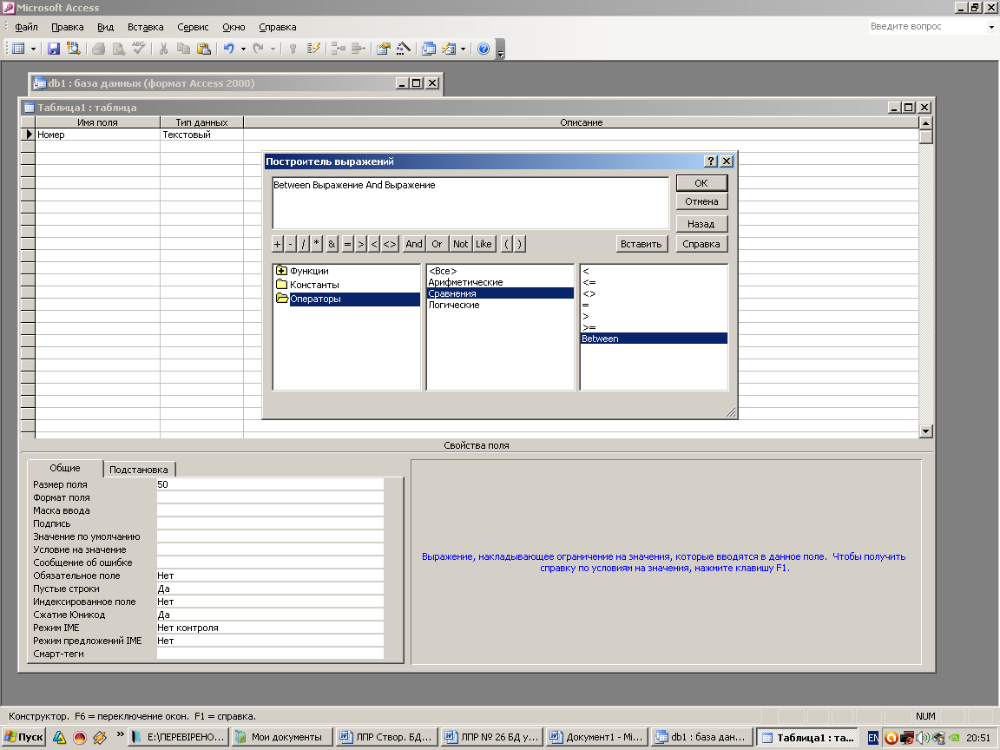 Microsoft Access
Файл Правка Вид Вставка Сервис Окно Справка
Введите вопрос
db1 : база данных (формат Access 2000)
Таблица1 : таблица
Имя поля Тип данных Описание
Номер Текстовый
Построитель выражений
Between Выражение And Выражение
ОК
Отмена
Назад
+ - / * & = > < <> And Or Not Like ( ) Вставить Справка
Функции
Константы
Операторы
<Все>
Арифметические
Сравнения
Логические
<
<=
<>
=
>
>=
Between
Свойства поля
Общие Подстановка
Размер поля 50
Формат поля
Маска ввода
Подпись
Значение по умолчанию
Условие на значение
Сообщение об ошибке
Обязательное поле Нет
Пустые строки Да
Индексированное поле Нет
Сжатие Юникод Да
Режим IME Нет контроля
Режим предложений IME Нет
Смарт-теги
Выражение, накладывающее ограничение на значения, которые вводятся в данное поле. Чтобы получить
справку по условиям на значения, нажмите клавишу F1.
Конструктор. F6 = переключение окон. F1 = справка. NUM
Пуск » E:\ПЕРЕВІРЕНО... Мои документы ЛПР Створ. БД... ЛПР № 26 БД у... Документ1 - Mi... db1 : база дан... Таблица1 : та... EN 20:51